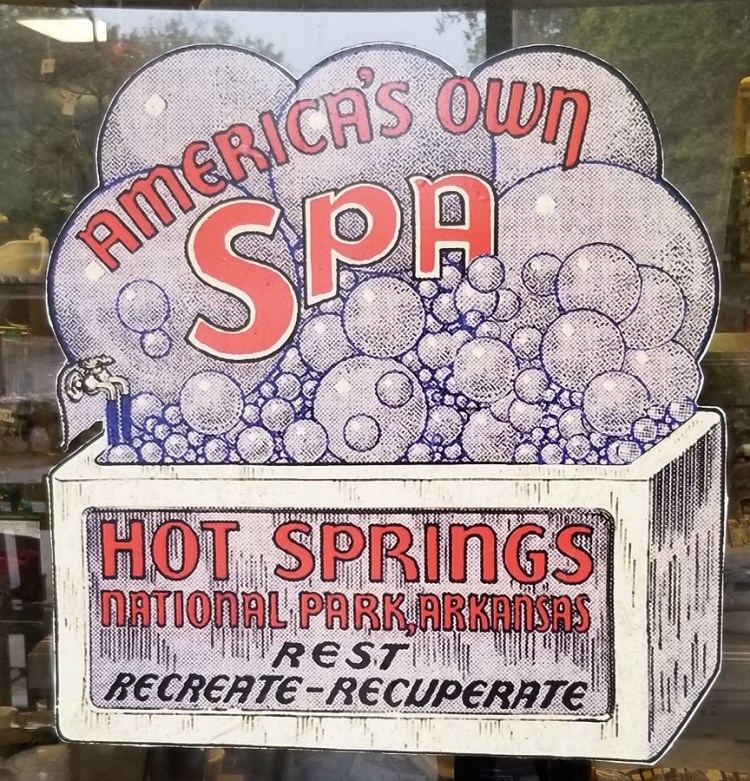 AMERICA'S OWN
SPA
HOT SPRINGS
NATIONAL PARK, ARKANSAS
REST
RECREATE-RECUPERATE